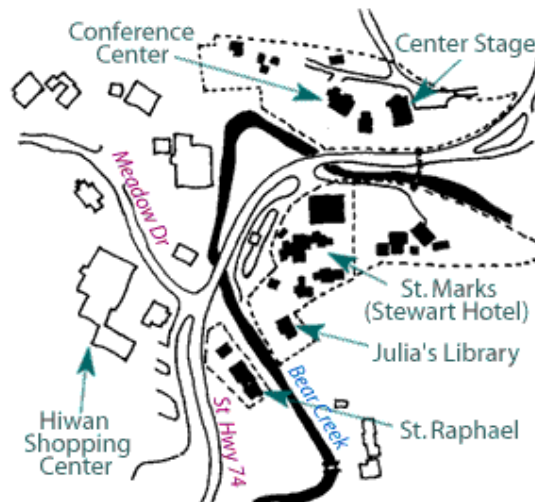 Conference
Center
Center Stage
Meadow Dr
St. Marks
(Stewart Hotel)
Julia's Library
Bear Creek
St. Raphael
St Hwy 74
Hiwan
Shopping
Center